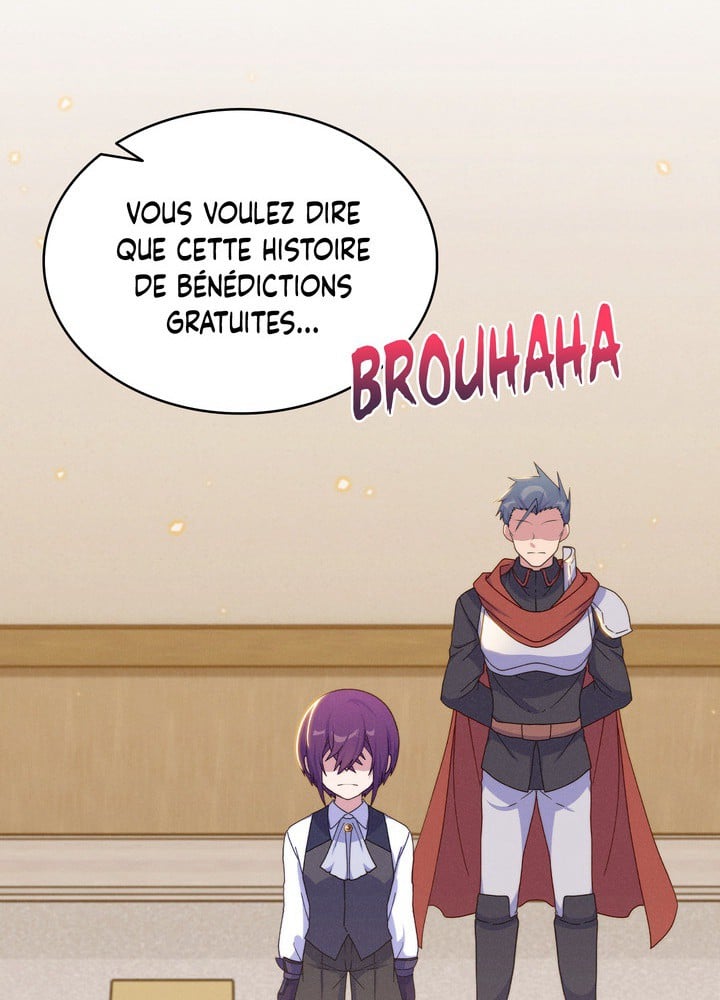 VOUS VOULEZ DIRE
QUE CETTE HISTOIRE
DE BÉNÉDICTIONS
GRATUITES...
BROUHAHA